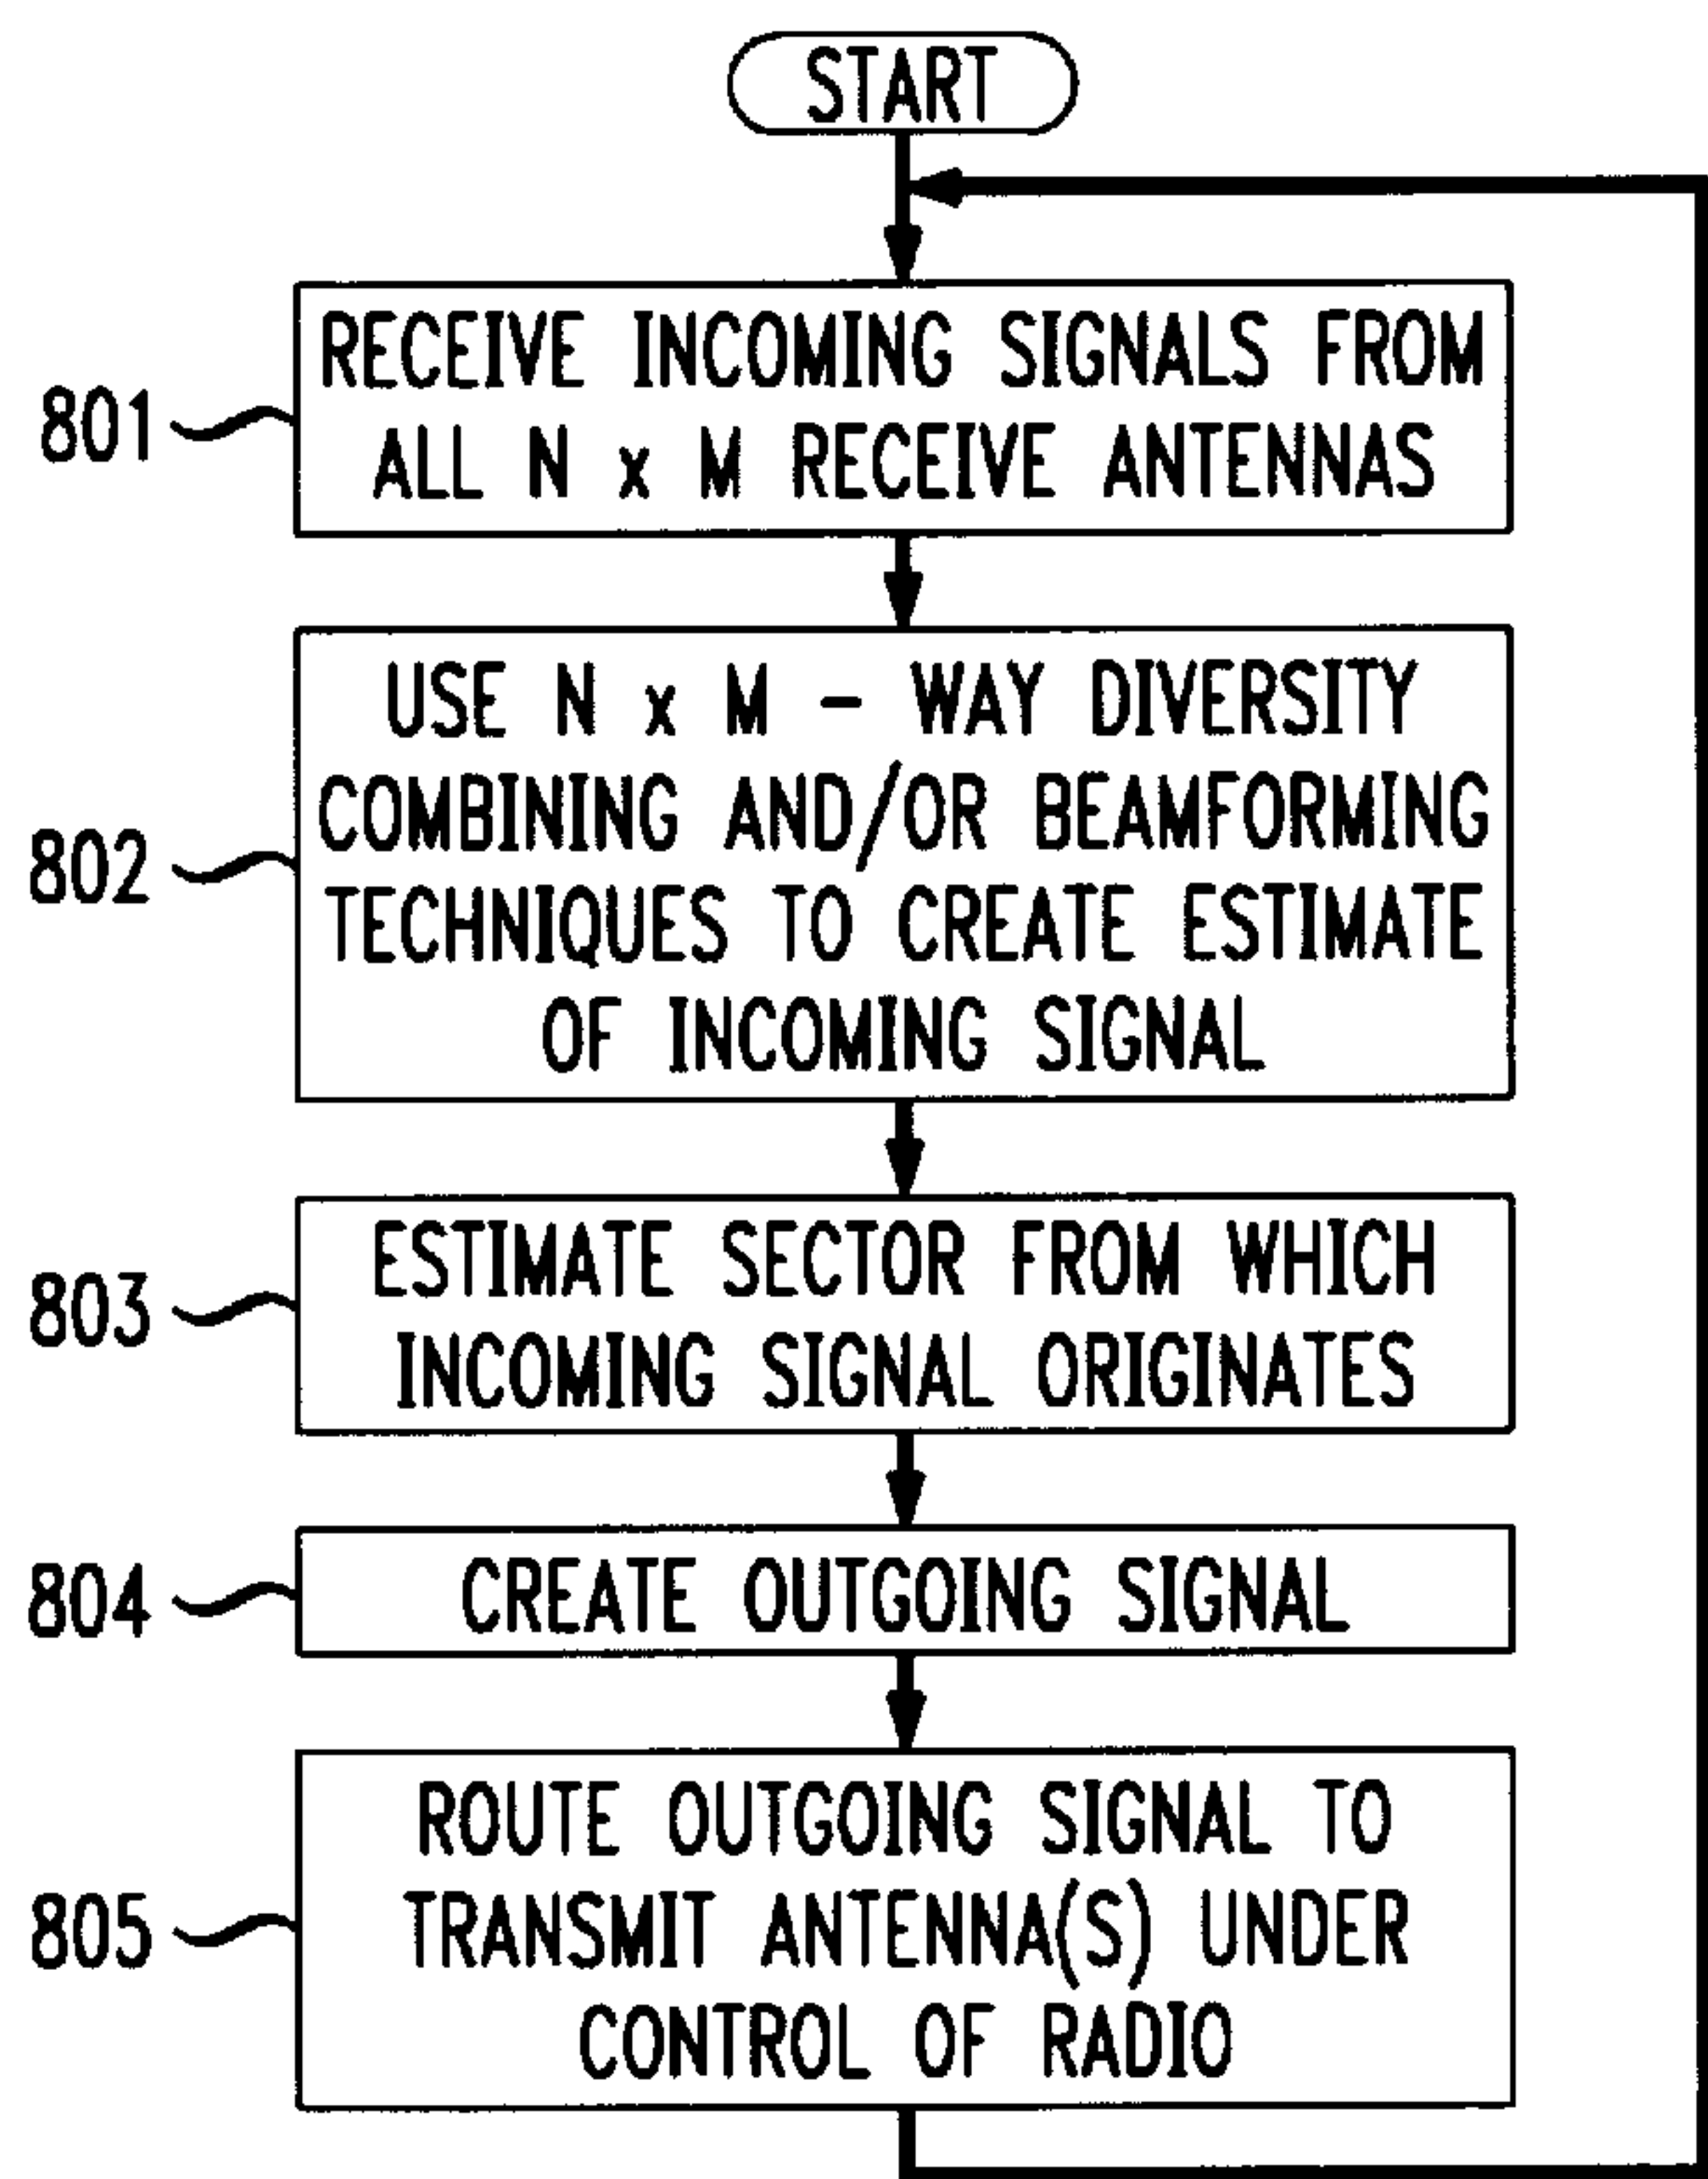 START
801
RECEIVE INCOMING SIGNALS FROM
ALL N x M RECEIVE ANTENNAS
802
USE N x M - WAY DIVERSITY
COMBINING AND/OR BEAMFORMING
TECHNIQUES TO CREATE ESTIMATE
OF INCOMING SIGNAL
803
ESTIMATE SECTOR FROM WHICH
INCOMING SIGNAL ORIGINATES
804
CREATE OUTGOING SIGNAL
805
ROUTE OUTGOING SIGNAL TO
TRANSMIT ANTENNA(S) UNDER
CONTROL OF RADIO